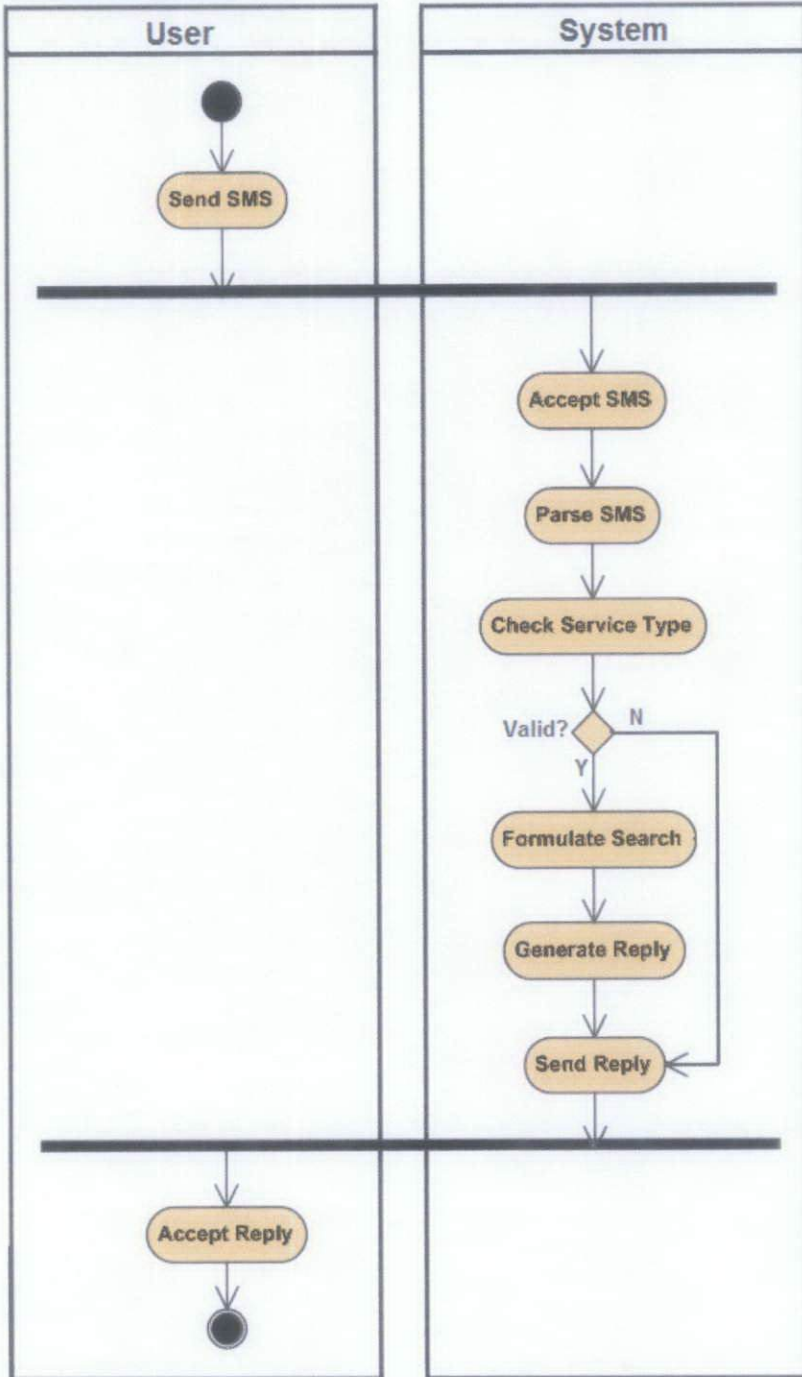 User
System
Send SMS
Accept SMS
Parse SMS
Check Service Type
Valid?
N
Y
Formulate Search
Generate Reply
Send Reply
Accept Reply